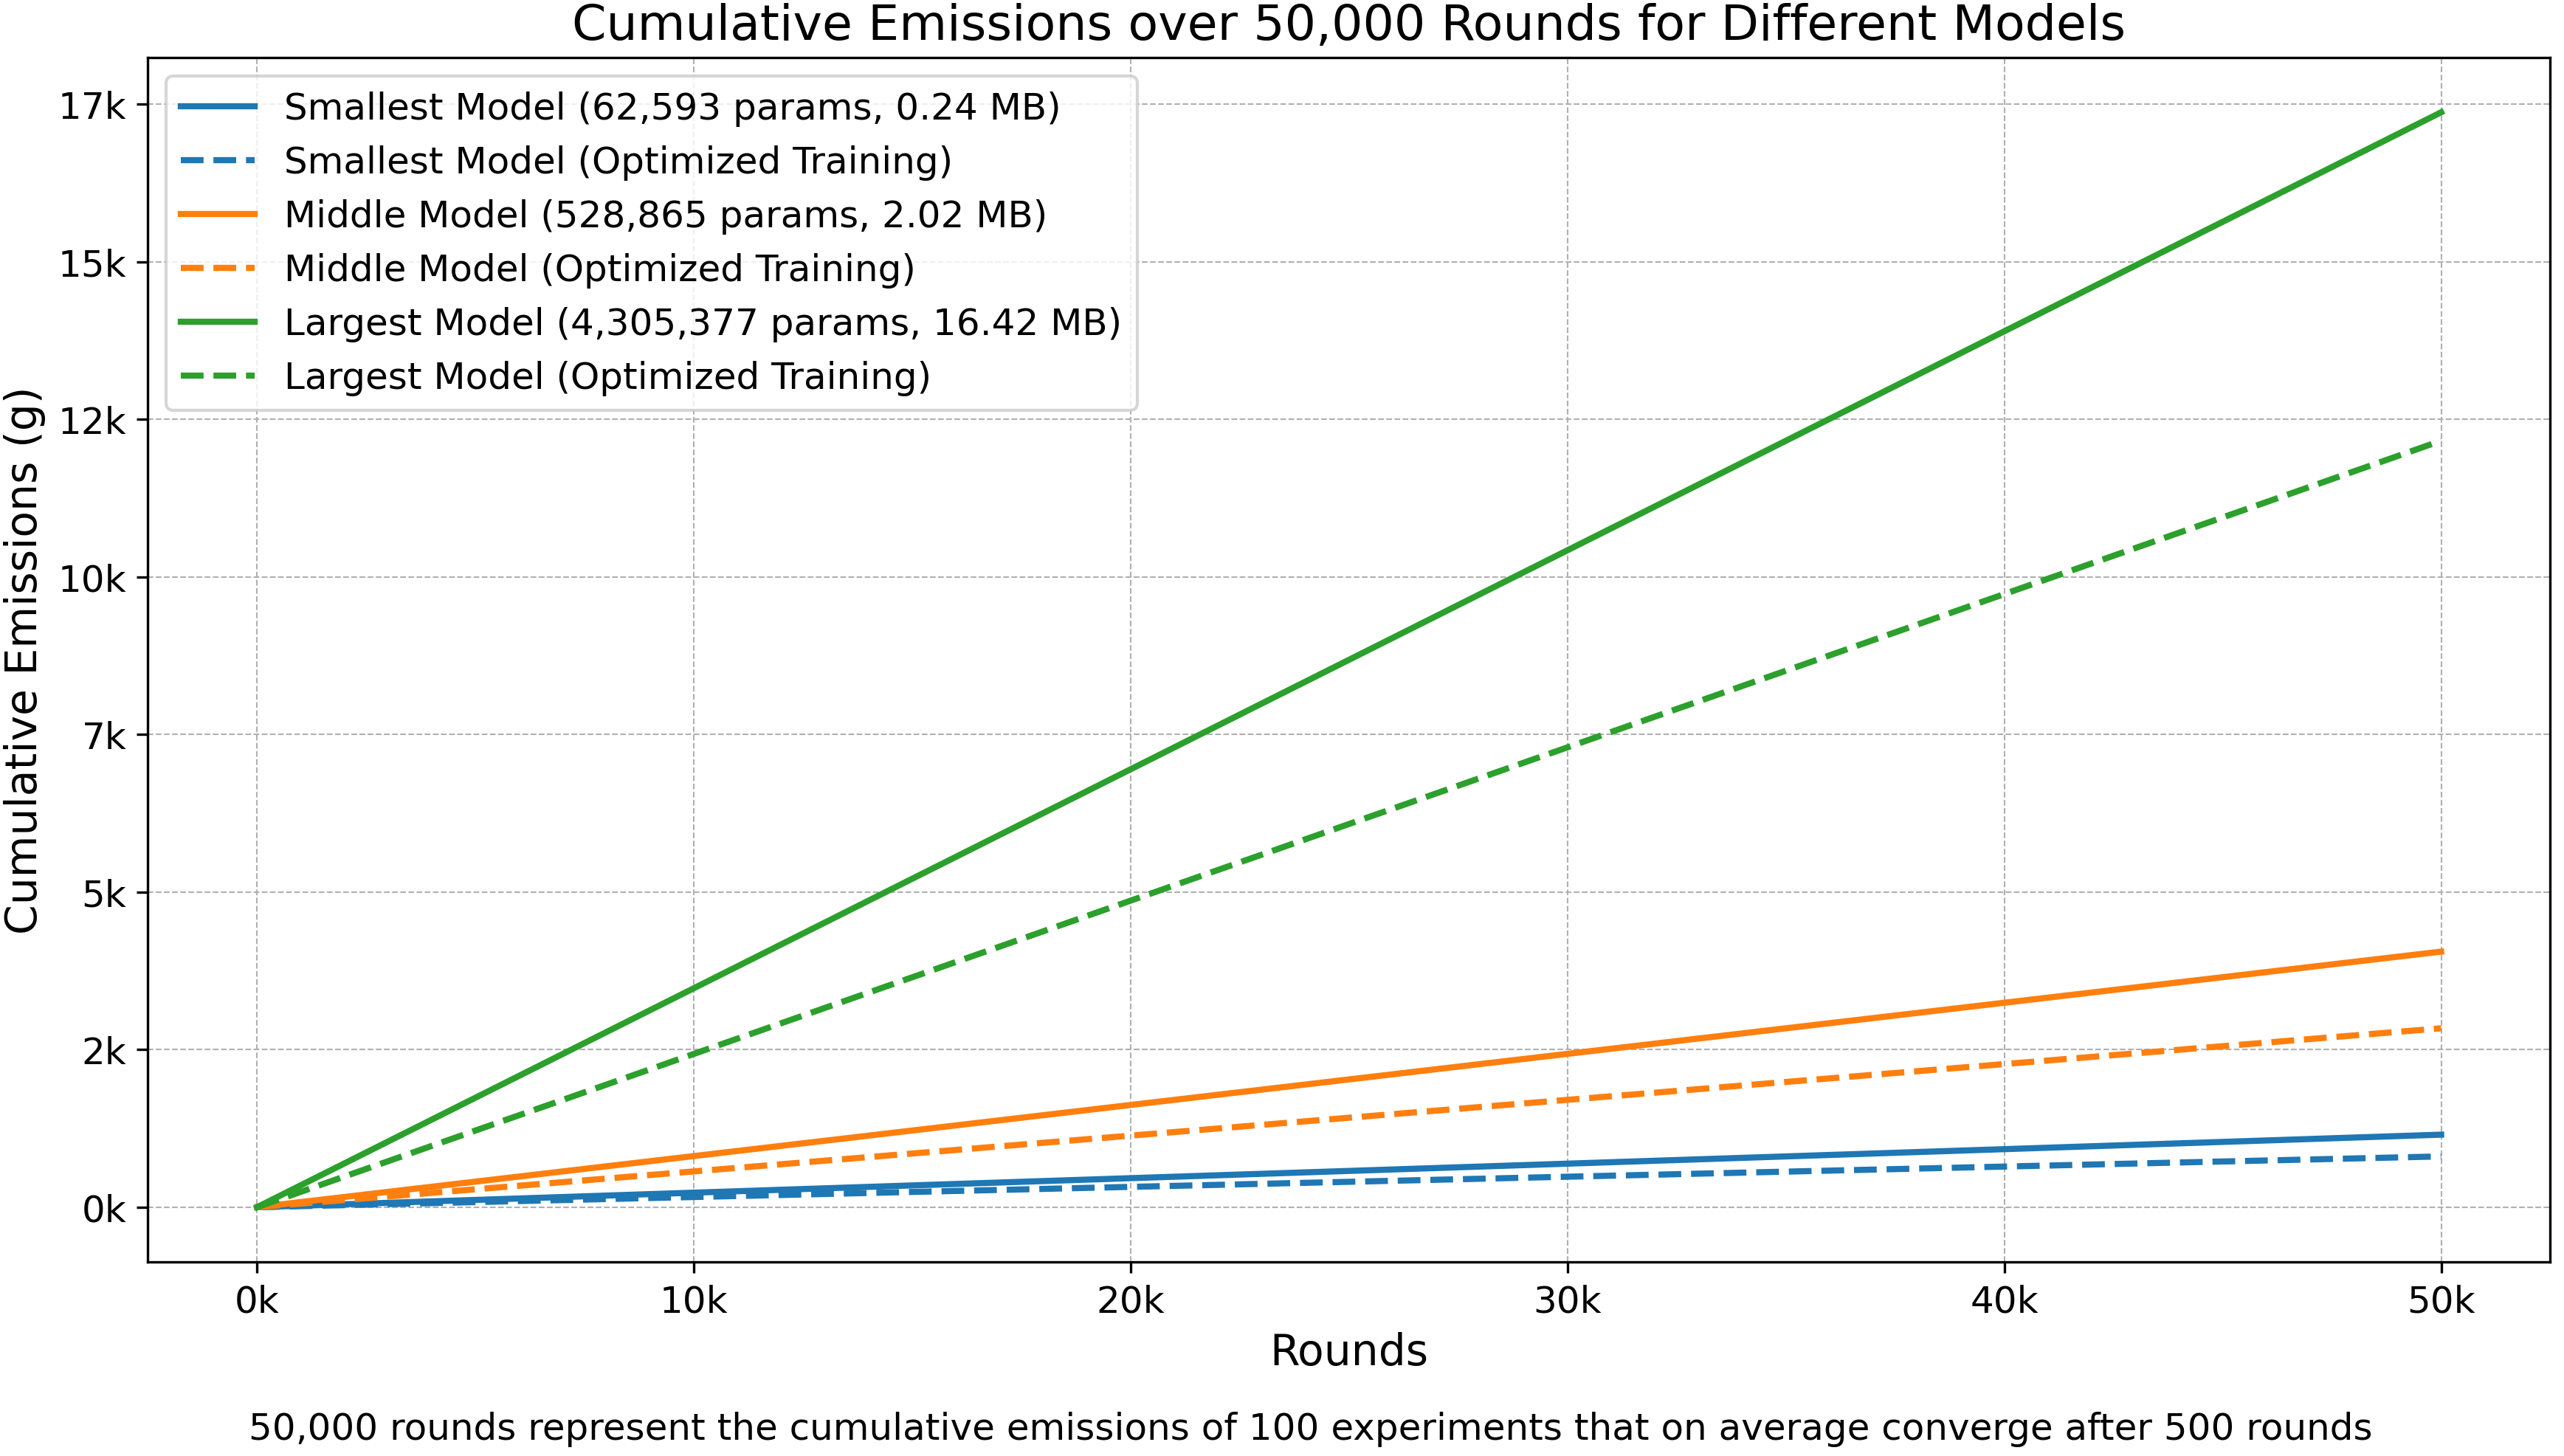 Cumulative Emissions over 50,000 Rounds for Different Models
Smallest Model (62,593 params, 0.24 MB)
Smallest Model (Optimized Training)
Middle Model (528,865 params, 2.02 MB)
Middle Model (Optimized Training)
Largest Model (4,305,377 params, 16.42 MB)
Largest Model (Optimized Training)
Cumulative Emissions (g)
17k
15k
12k
10k
7k
5k
2k
0k
0k 10k 20k 30k 40k 50k
Rounds
50,000 rounds represent the cumulative emissions of 100 experiments that on average converge after 500 rounds